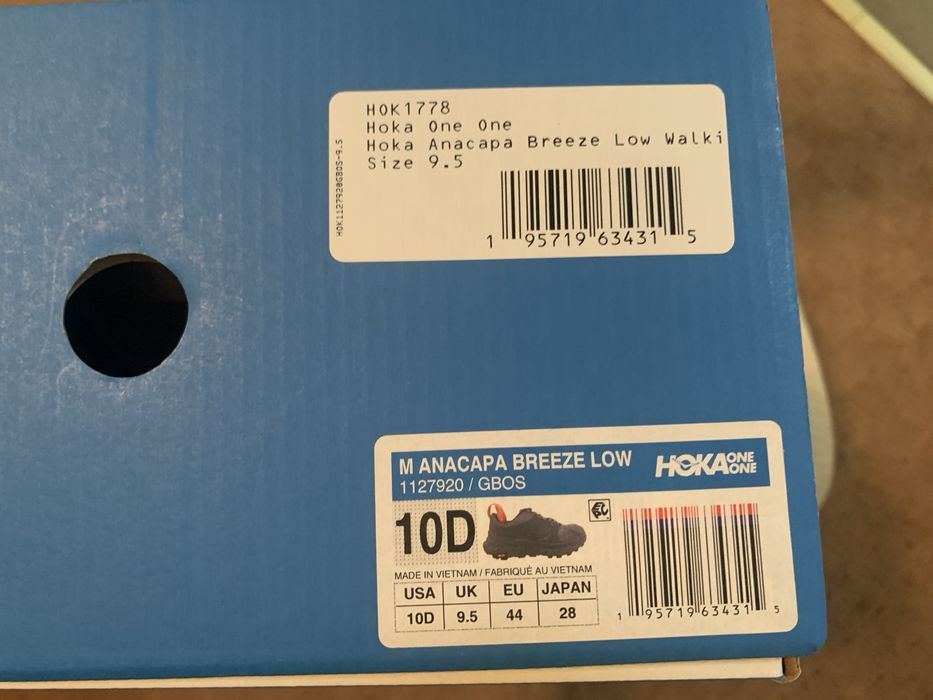 HOK1778
Hoka One One
Hoka Anacapa Breeze Low Walki
Size 9.5
HOK1127920GBOS-9.5
1 95719 63431 5
M ANACAPA BREEZE LOW
1127920 / GBOS
HOKA ONE ONE
10D
MADE IN VIETNAM / FABRIQUÉ AU VIETNAM
USA UK EU JAPAN
10D 9.5 44 28
1 95719 63431 5